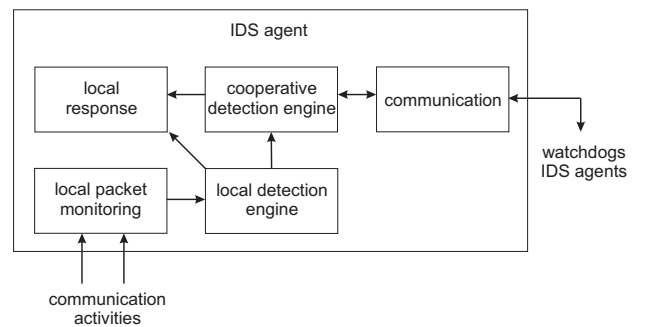 IDS agent
local
response
cooperative
detection engine
communication
watchdogs
IDS agents
local packet
monitoring
local detection
engine
communication
activities